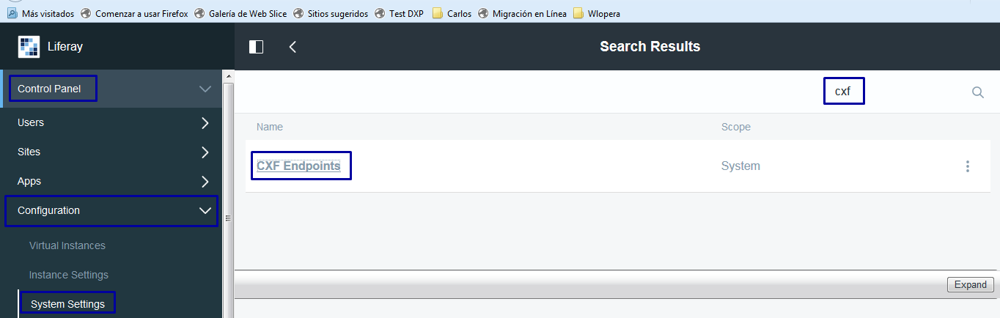 Más visitados Comenzar a usar Firefox Galería de Web Slice Sitios sugeridos Test DXP Carlos Migración en Línea Wlopera
Liferay
Search Results
Control Panel
cxf
Users
Name Scope
Sites
CXF Endpoints System
Apps
Configuration
Virtual Instances
Instance Settings
Expand
System Settings